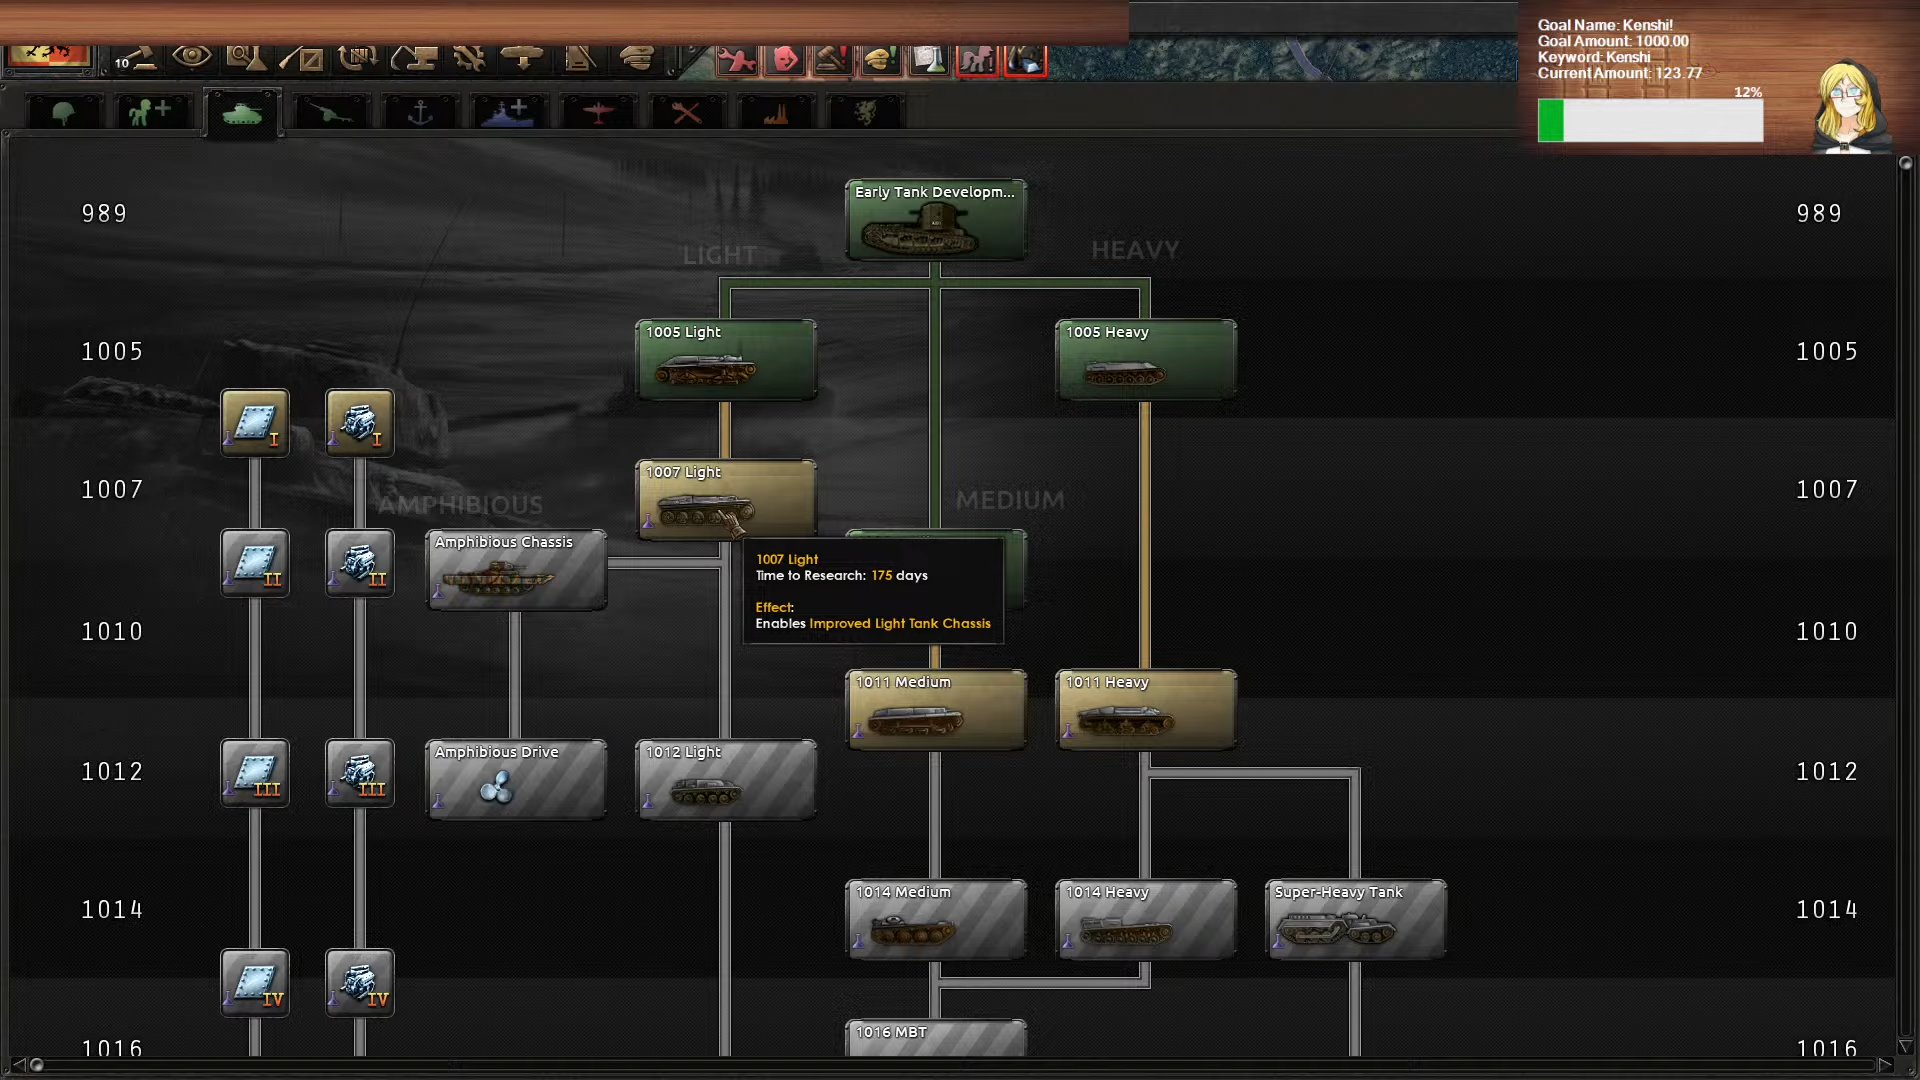 Goal Name: Kenshi!
Goal Amount: 1000.00
Keyword: Kenshi
Current Amount: 123.77
12%
10
989
Early Tank Developm...
989
LIGHT
HEAVY
1005
1005 Light
1005 Heavy
1005
I
I
1007
1007 Light
1007
AMPHIBIOUS
MEDIUM
Amphibious Chassis
II
II
1007 Light
Time to Research: 175 days
Effect:
Enables Improved Light Tank Chassis
1010
1010
1011 Medium
1011 Heavy
1012
III
III
Amphibious Drive
1012 Light
1012
1014
1014 Medium
1014 Heavy
Super-Heavy Tank
1014
IV
IV
1016
1016 MBT
1016